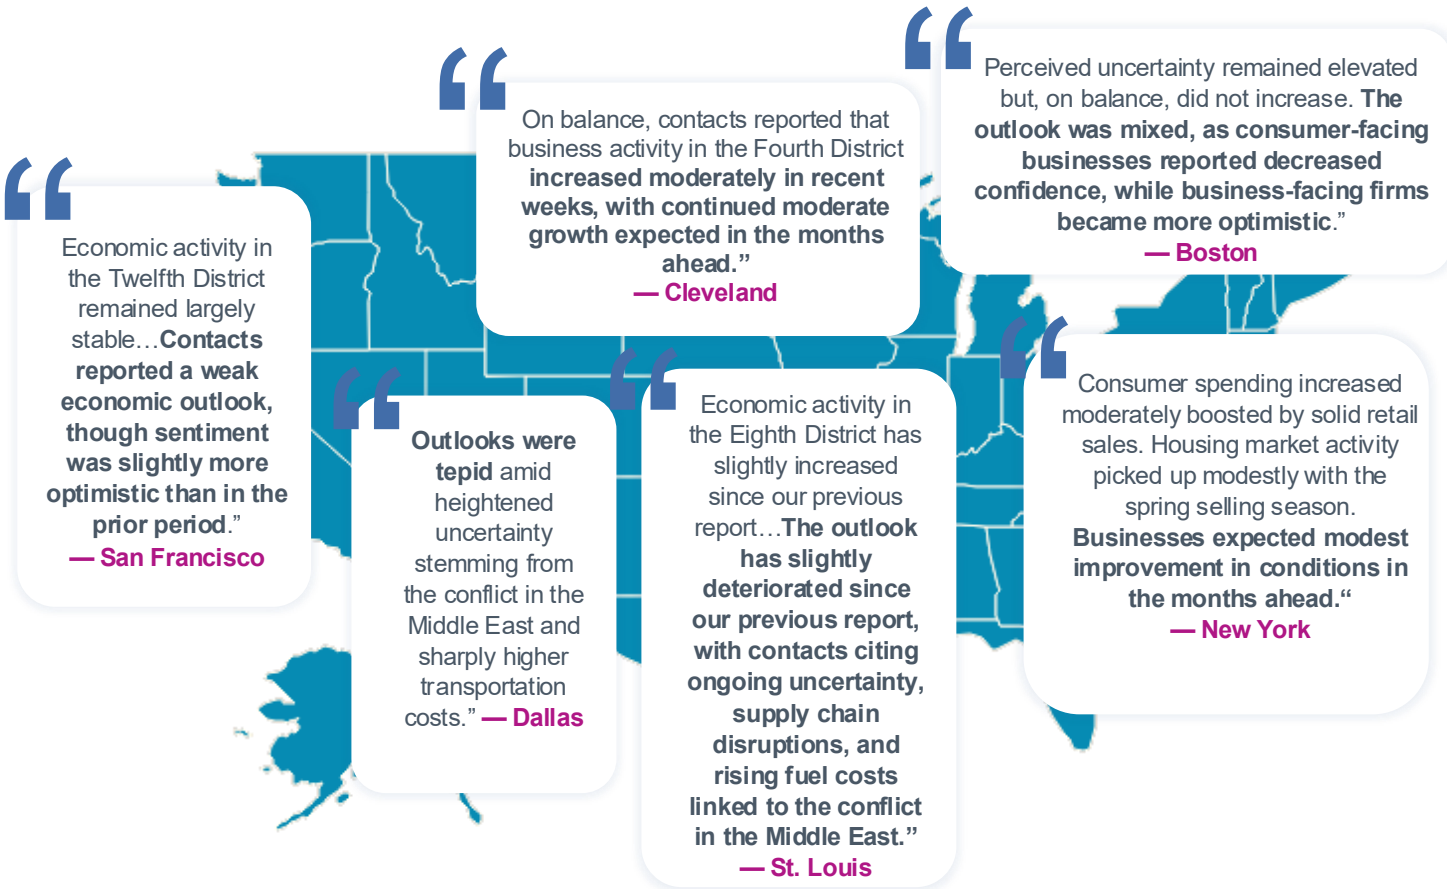 Economic activity in
the Twelfth District
remained largely
stable…Contacts
reported a weak
economic outlook,
though sentiment
was slightly more
optimistic than in the
prior period.”
— San Francisco
On balance, contacts reported that
business activity in the Fourth District
increased moderately in recent
weeks, with continued moderate
growth expected in the months
ahead.”
— Cleveland
Perceived uncertainty remained elevated
but, on balance, did not increase. The
outlook was mixed, as consumer-facing
businesses reported decreased
confidence, while business-facing firms
became more optimistic.”
— Boston
Outlooks were
tepid amid
heightened
uncertainty
stemming from
the conflict in the
Middle East and
sharply higher
transportation
costs.” — Dallas
Economic activity in
the Eighth District has
slightly increased
since our previous
report…The outlook
has slightly
deteriorated since
our previous report,
with contacts citing
ongoing uncertainty,
supply chain
disruptions, and
rising fuel costs
linked to the conflict
in the Middle East.”
— St. Louis
Consumer spending increased
moderately boosted by solid retail
sales. Housing market activity
picked up modestly with the
spring selling season.
Businesses expected modest
improvement in conditions in
the months ahead.“
— New York